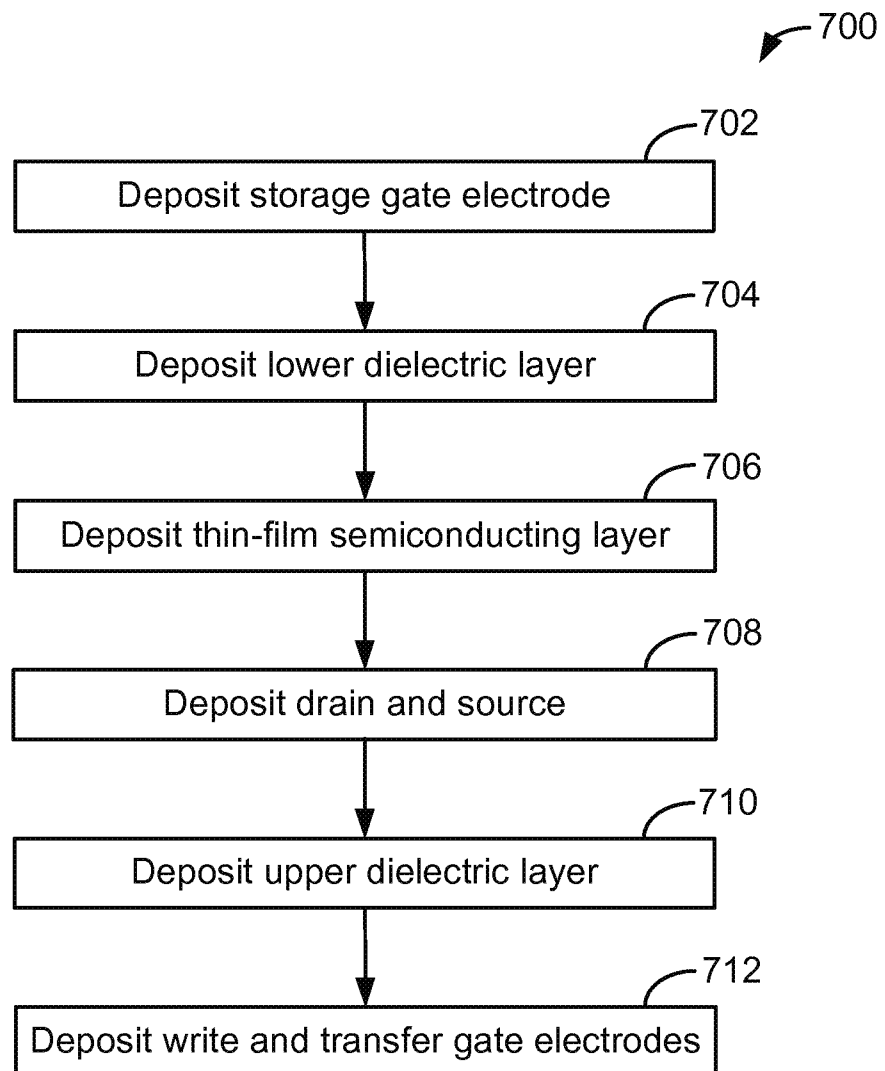 700
702
Deposit storage gate electrode
704
Deposit lower dielectric layer
706
Deposit thin-film semiconducting layer
708
Deposit drain and source
710
Deposit upper dielectric layer
712
Deposit write and transfer gate electrodes